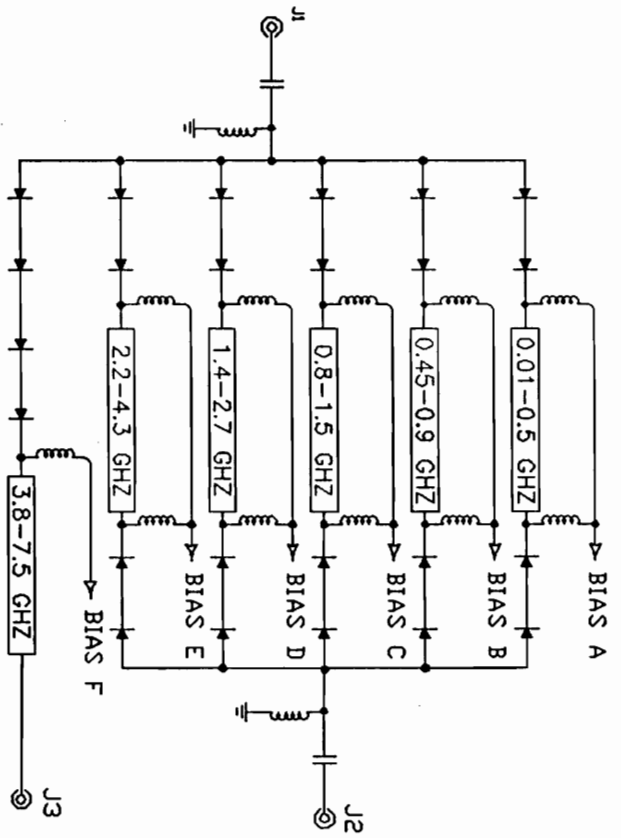 J1
0.01–0.5 GHZ
BIAS A
0.45–0.9 GHZ
BIAS B
0.8–1.5 GHZ
BIAS C
1.4–2.7 GHZ
BIAS D
2.2–4.3 GHZ
BIAS E
3.8–7.5 GHZ
BIAS F
J2
J3